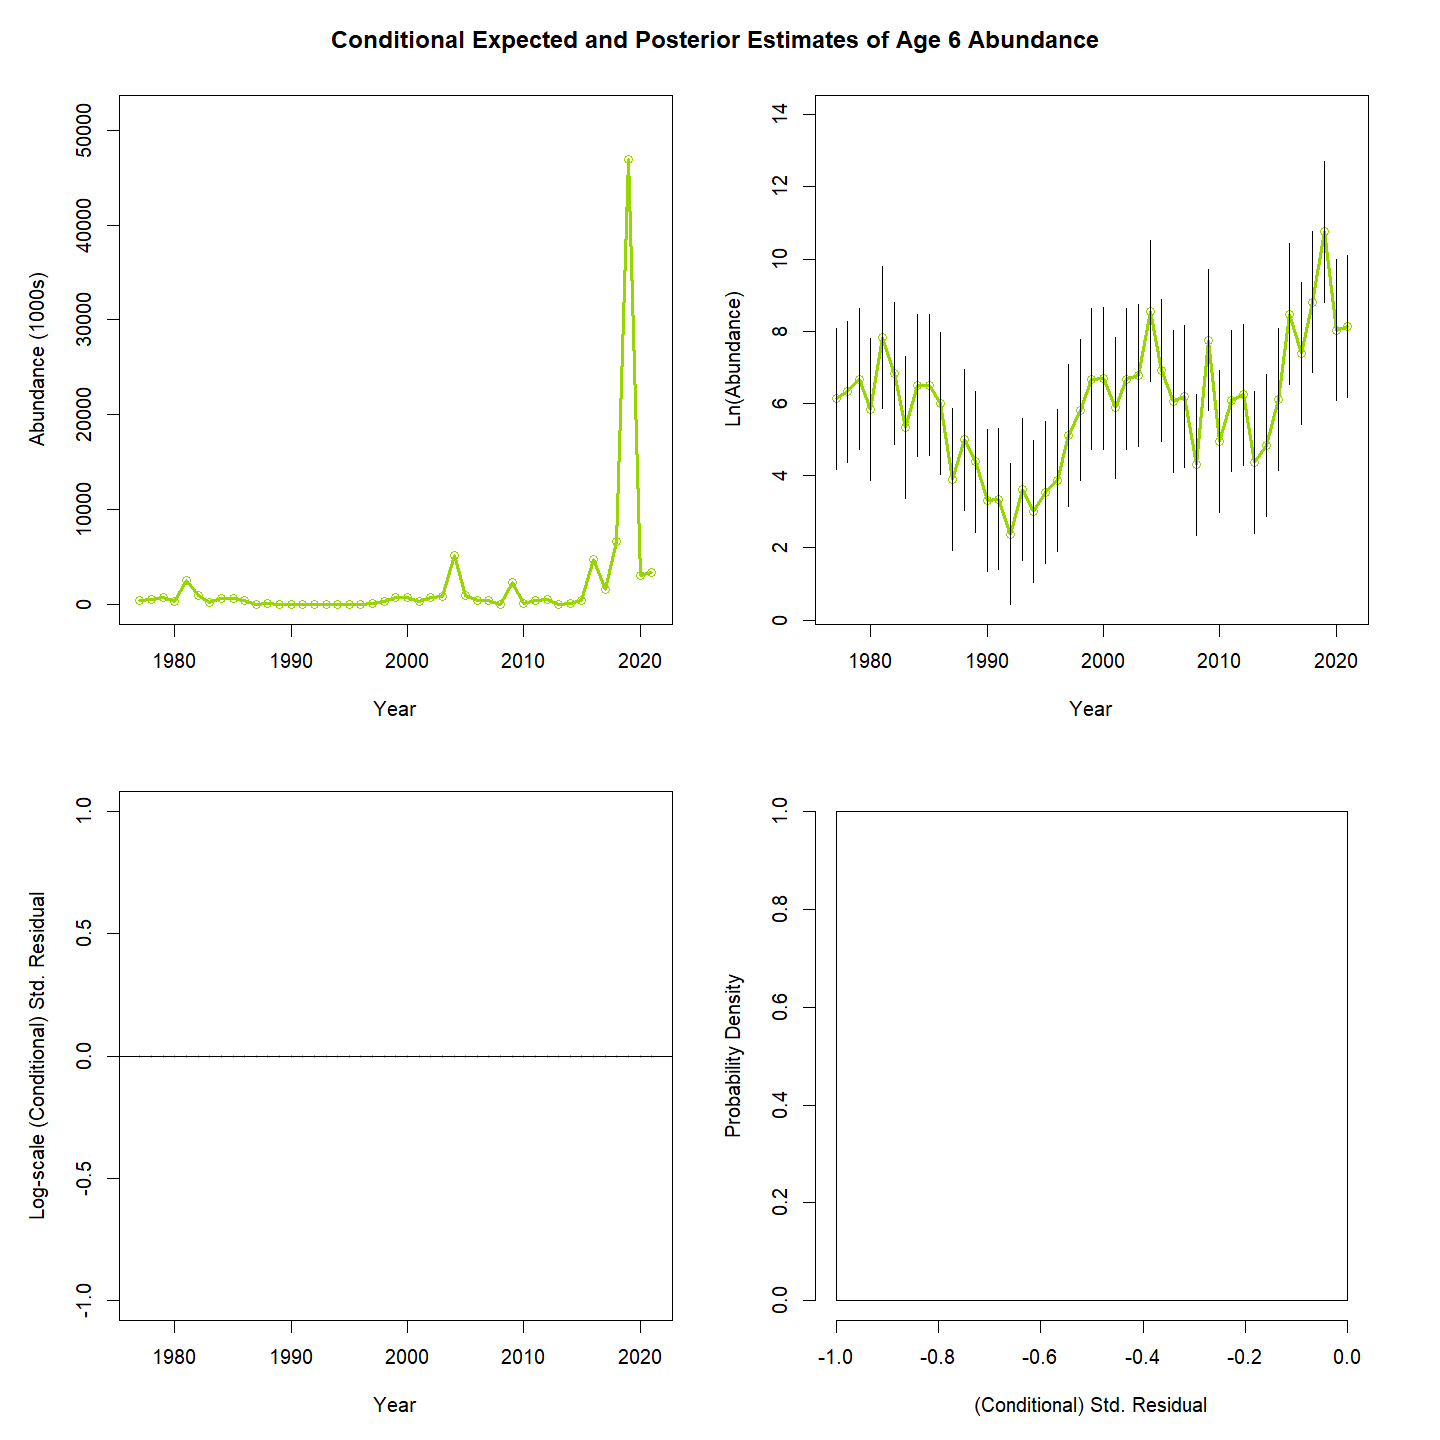 Conditional Expected and Posterior Estimates of Age 6 Abundance
Abundance (1000s)
0 10000 20000 30000 40000 50000
1980 1990 2000 2010 2020
Year
Ln(Abundance)
0 2 4 6 8 10 12 14
1980 1990 2000 2010 2020
Year
Log-scale (Conditional) Std. Residual
-1.0 -0.5 0.0 0.5 1.0
1980 1990 2000 2010 2020
Year
Probability Density
0.0 0.2 0.4 0.6 0.8 1.0
-1.0 -0.8 -0.6 -0.4 -0.2 0.0
(Conditional) Std. Residual